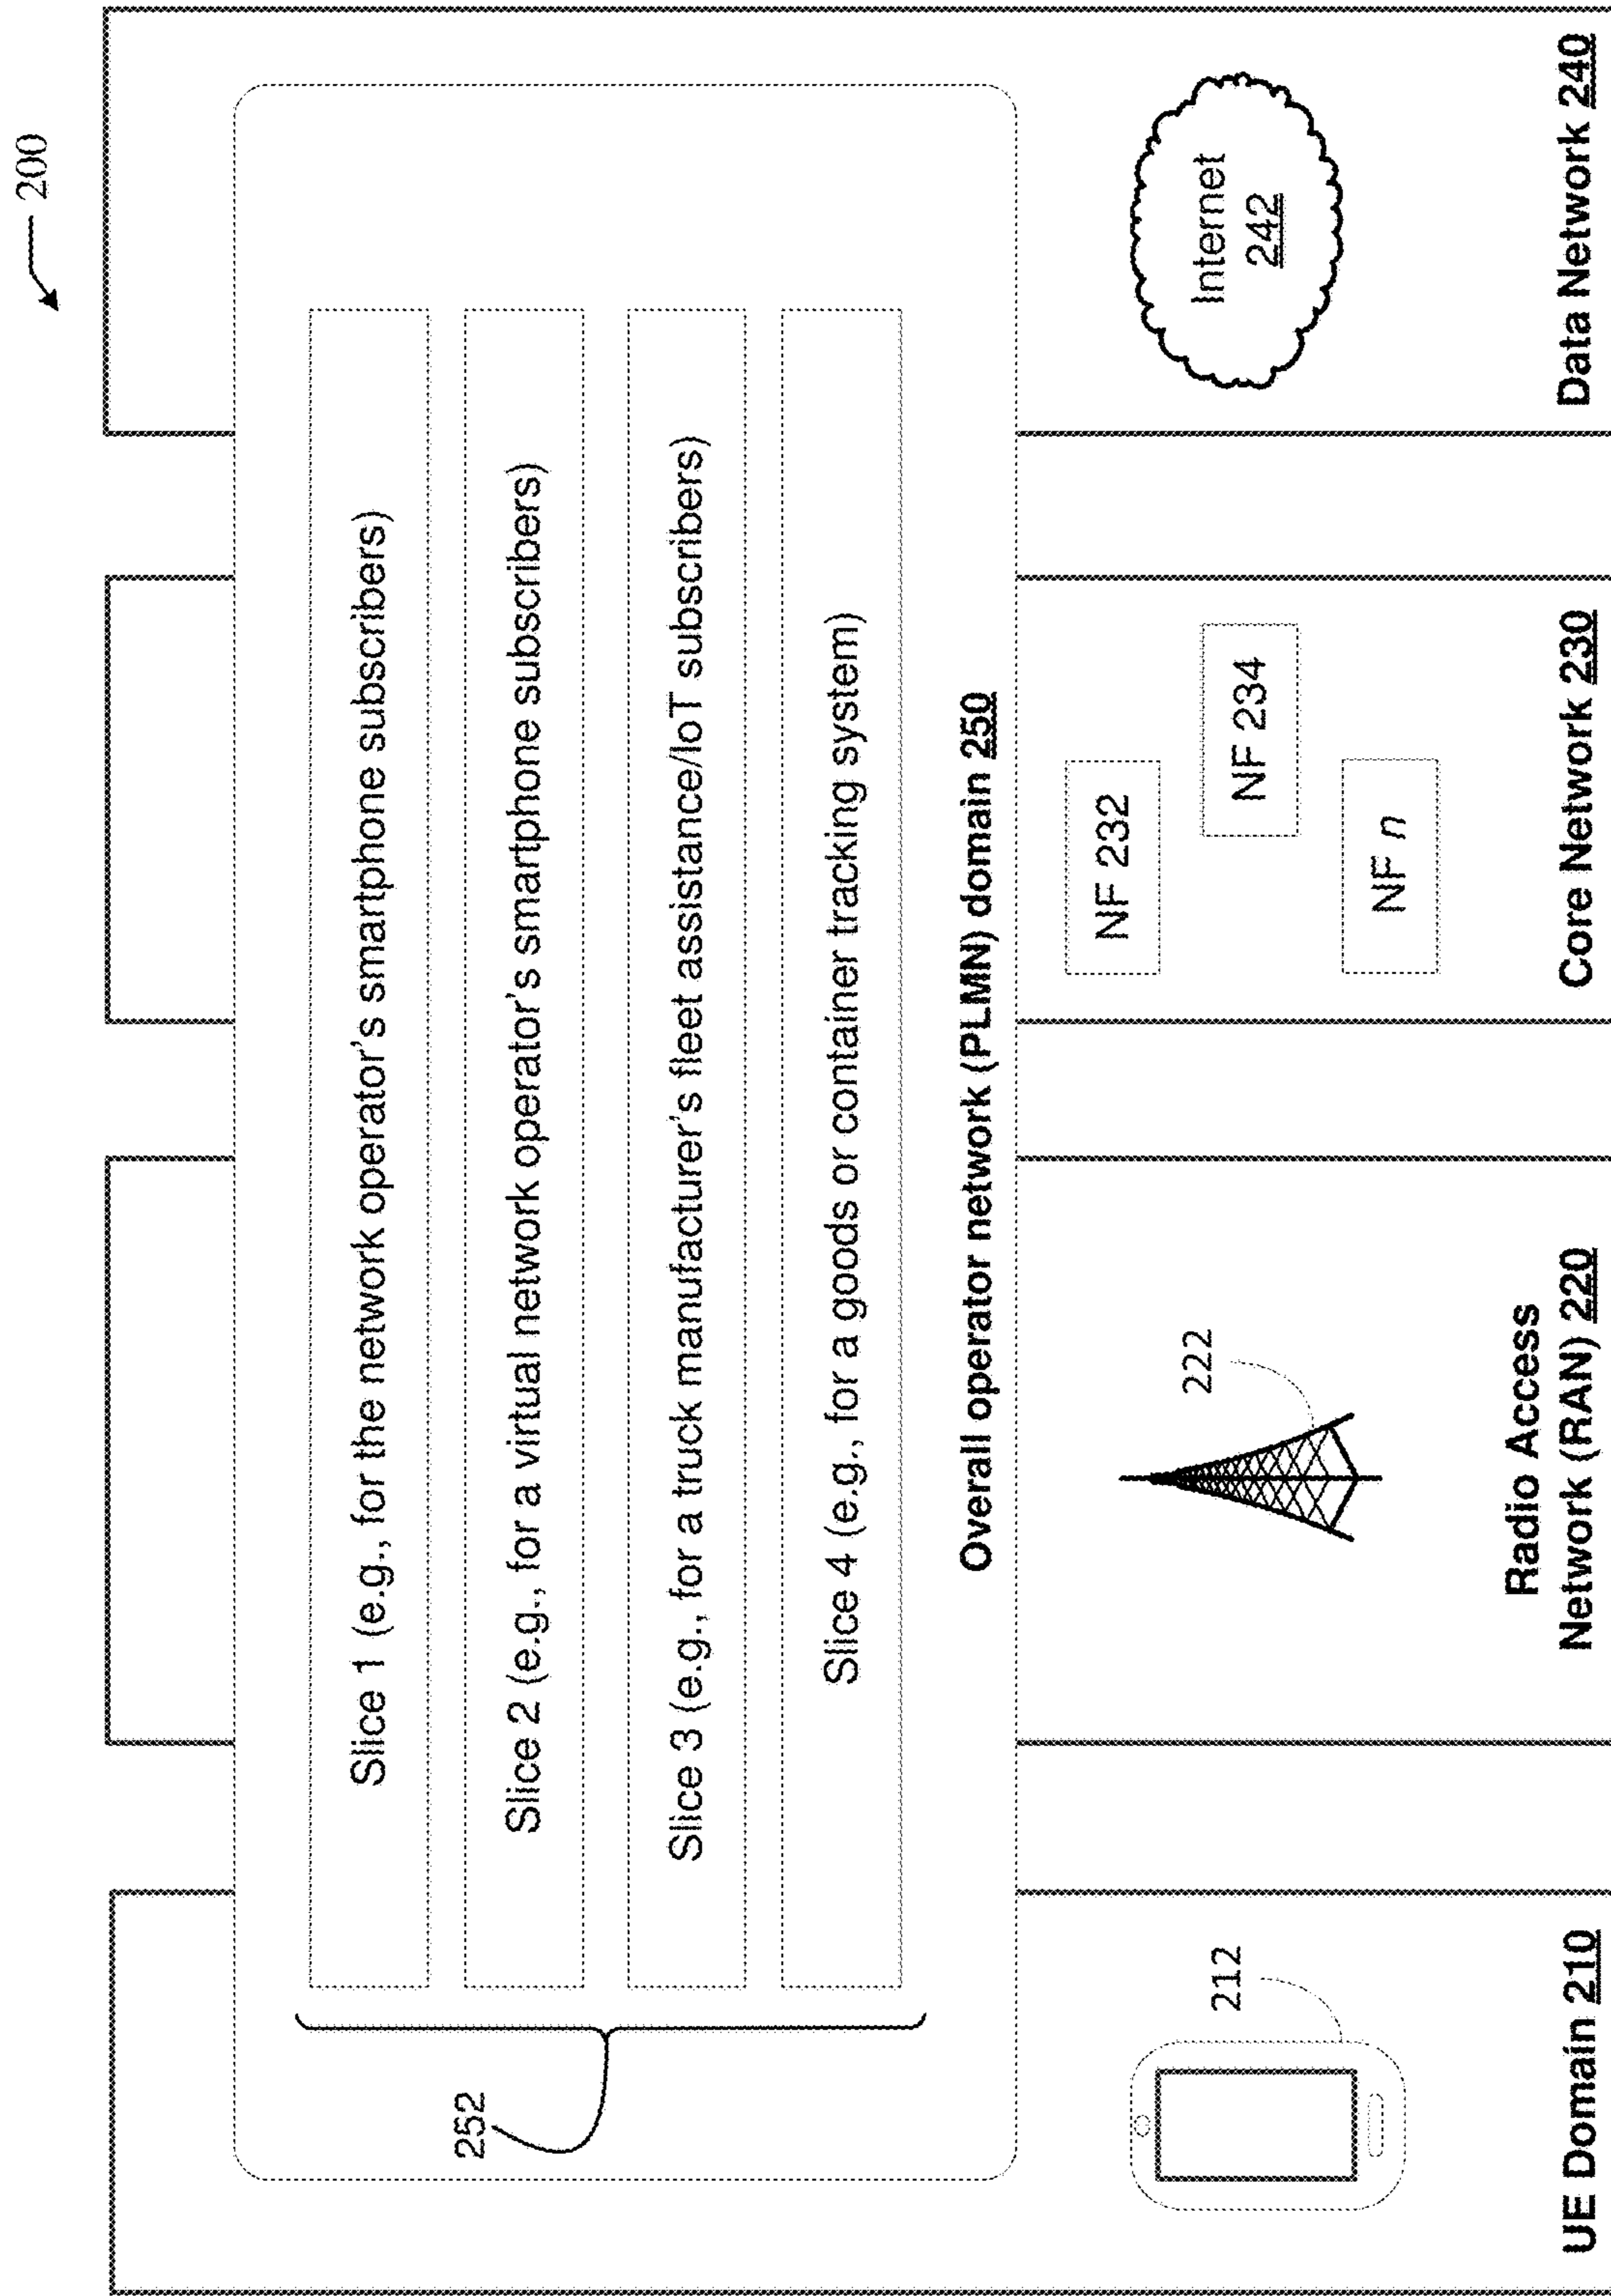 200
252
Slice 1 (e.g., for the network operator's smartphone subscribers)
Slice 2 (e.g., for a virtual network operator's smartphone subscribers)
Slice 3 (e.g., for a truck manufacturer's fleet assistance/IoT subscribers)
Slice 4 (e.g., for a goods or container tracking system)
Overall operator network (PLMN) domain 250
212
UE Domain 210
222
Radio Access
Network (RAN) 220
NF 232
NF 234
NF n
Core Network 230
Internet
242
Data Network 240